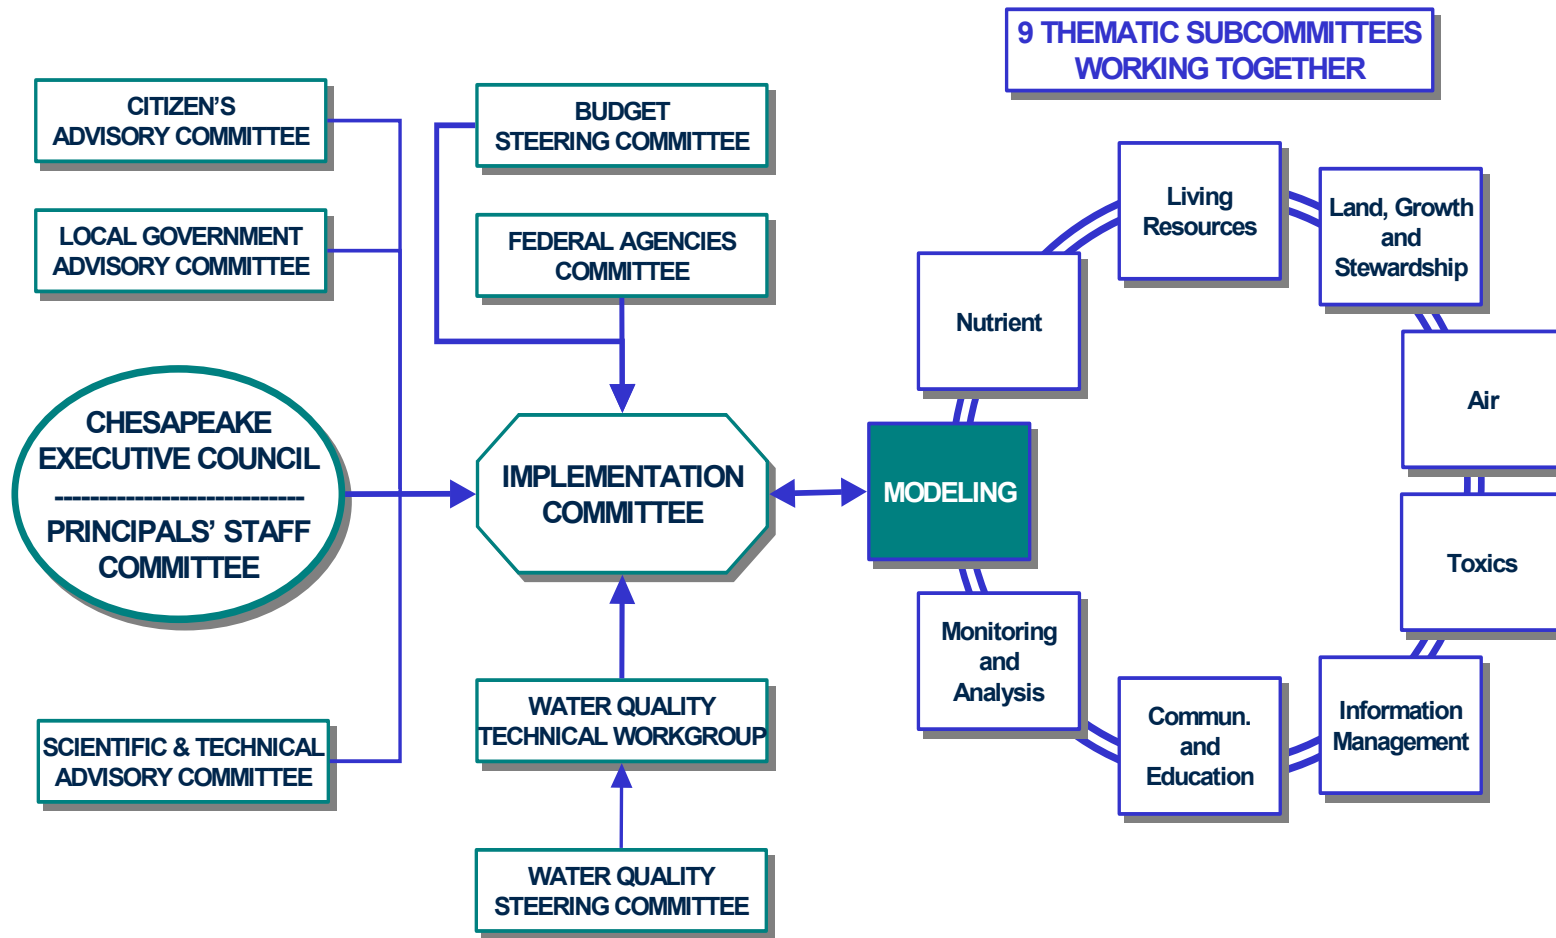 9 THEMATIC SUBCOMMITTEES
WORKING TOGETHER
CITIZEN'S
ADVISORY COMMITTEE
BUDGET
STEERING COMMITTEE
LOCAL GOVERNMENT
ADVISORY COMMITTEE
FEDERAL AGENCIES
COMMITTEE
CHESAPEAKE
EXECUTIVE COUNCIL
----------------------------
PRINCIPALS' STAFF
COMMITTEE
IMPLEMENTATION
COMMITTEE
SCIENTIFIC & TECHNICAL
ADVISORY COMMITTEE
WATER QUALITY
TECHNICAL WORKGROUP
WATER QUALITY
STEERING COMMITTEE
MODELING
Nutrient
Living
Resources
Land, Growth
and
Stewardship
Air
Toxics
Information
Management
Commun.
and
Education
Monitoring
and
Analysis